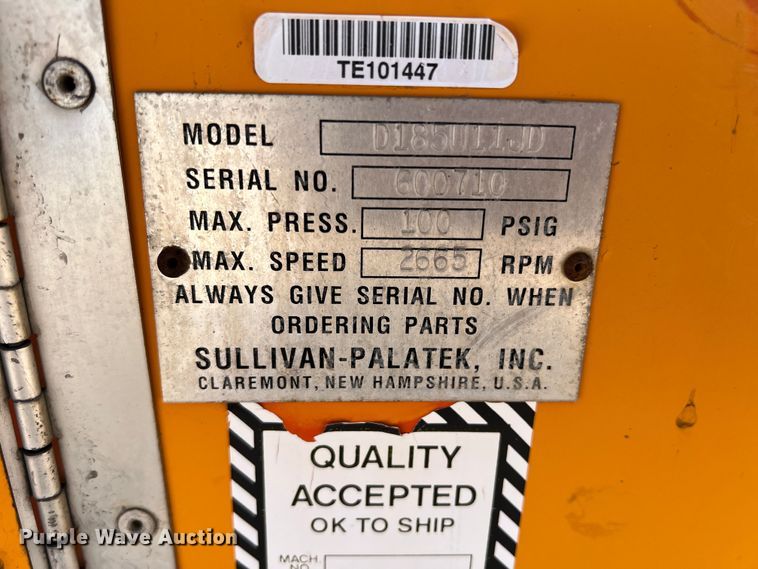 TE101447
MODEL D185U11JD
SERIAL NO. 600710
MAX. PRESS. 100 PSIG
MAX. SPEED 2665 RPM
ALWAYS GIVE SERIAL NO. WHEN
ORDERING PARTS
SULLIVAN-PALATEK, INC.
CLAREMONT, NEW HAMPSHIRE, U.S.A.
QUALITY
ACCEPTED
OK TO SHIP
MACH.
NO.
Purple Wave Auction